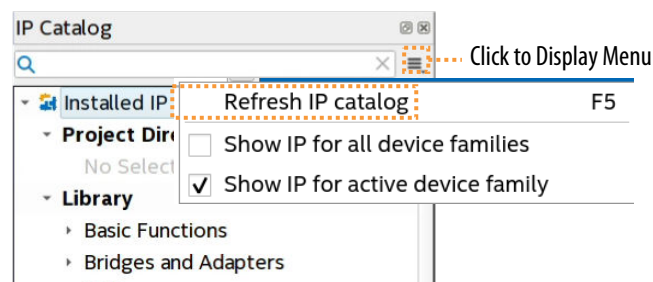 IP Catalog
Click to Display Menu
Installed IP
Refresh IP catalog F5
Project Dir
Show IP for all device families
No Select
Show IP for active device family
Library
Basic Functions
Bridges and Adapters